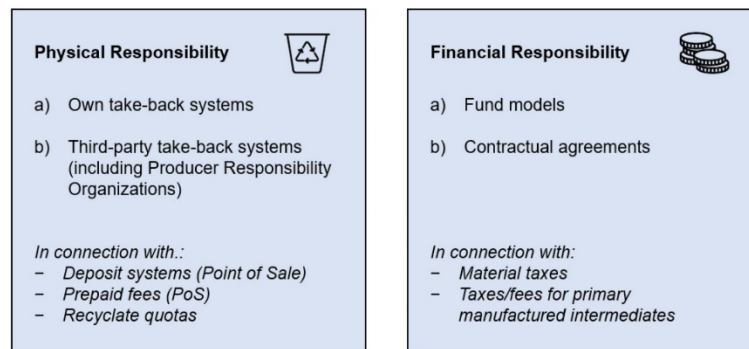 Physical Responsibility
a) Own take-back systems
b) Third-party take-back systems
(including Producer Responsibility
Organizations)
In connection with.:
− Deposit systems (Point of Sale)
− Prepaid fees (PoS)
− Recyclate quotas
Financial Responsibility
a) Fund models
b) Contractual agreements
In connection with:
− Material taxes
− Taxes/fees for primary
manufactured intermediates